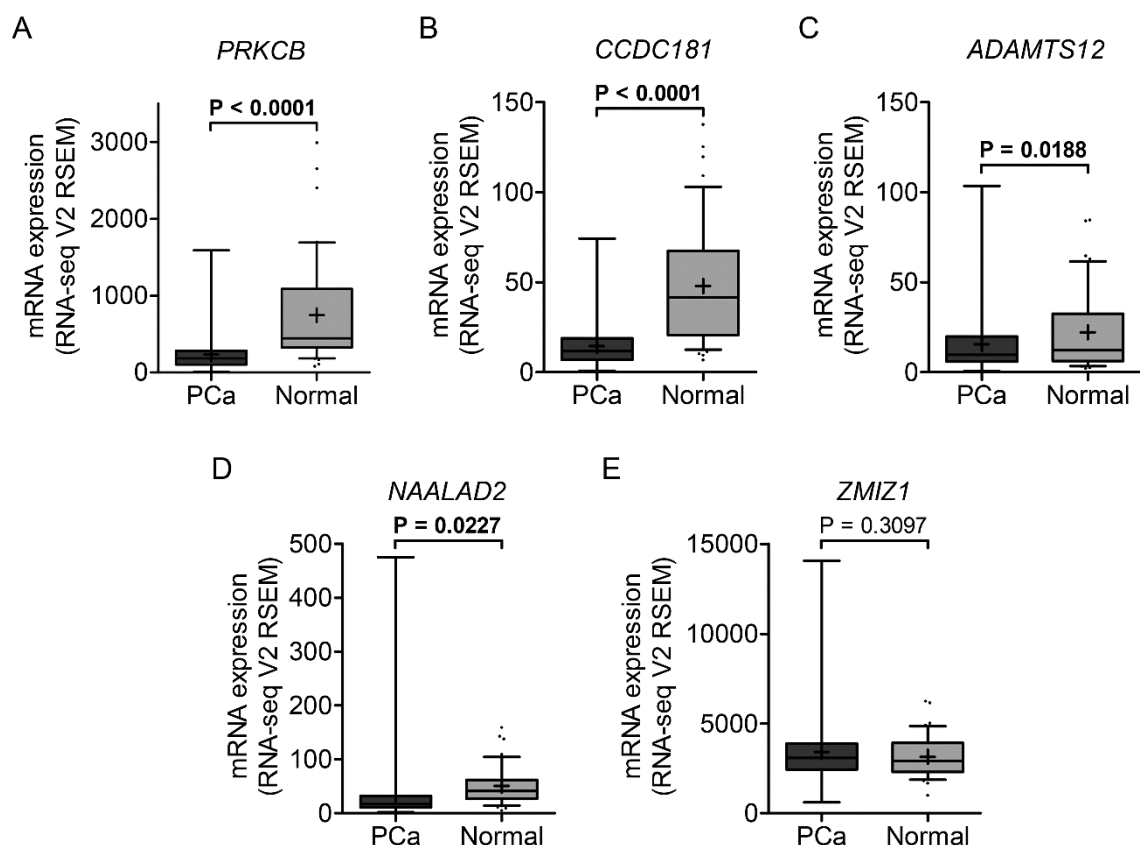 A
PRKCB
P < 0.0001
mRNA expression
(RNA-seq V2 RSEM)
3000
2000
1000
0
PCa Normal
B
CCDC181
P < 0.0001
mRNA expression
(RNA-seq V2 RSEM)
150
100
50
0
PCa Normal
C
ADAMTS12
P = 0.0188
mRNA expression
(RNA-seq V2 RSEM)
150
100
50
0
PCa Normal
D
NAALAD2
P = 0.0227
mRNA expression
(RNA-seq V2 RSEM)
500
400
300
200
100
0
PCa Normal
E
ZMIZ1
P = 0.3097
mRNA expression
(RNA-seq V2 RSEM)
15000
10000
5000
0
PCa Normal